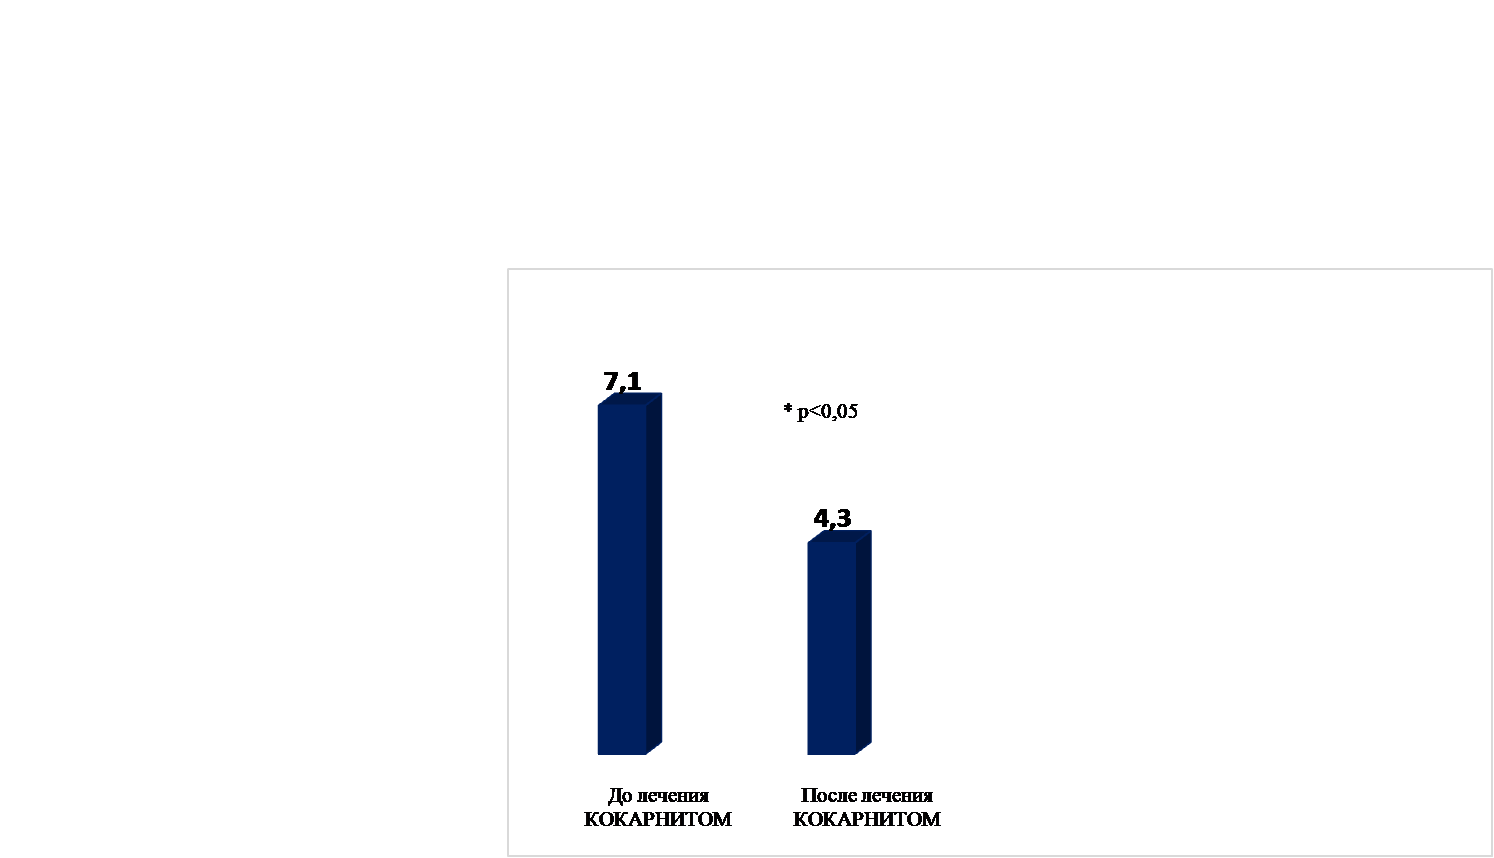 7,1
* p<0,05
4,3
До лечения
КОКАРНИТОМ
После лечения
КОКАРНИТОМ